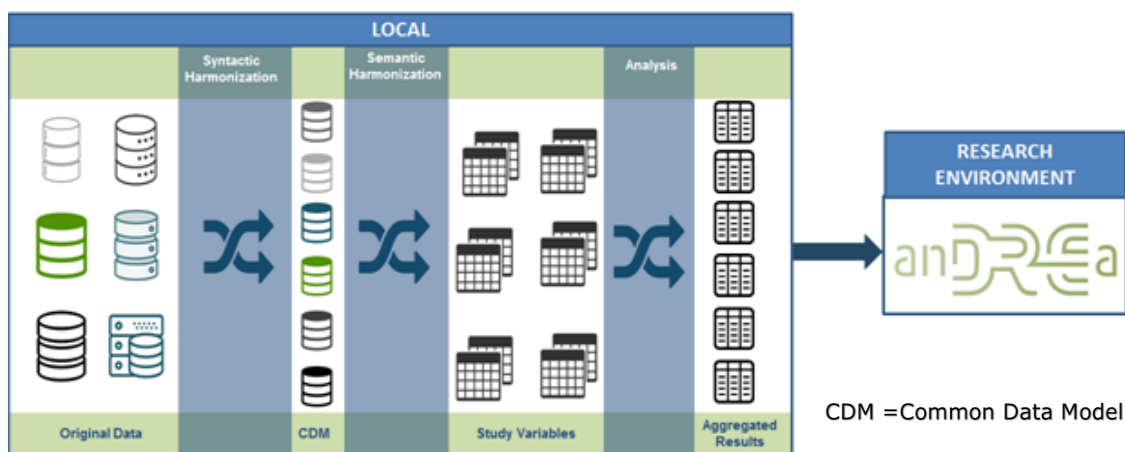 LOCAL
Syntactic
Harmonization
Semantic
Harmonization
Analysis
RESEARCH
ENVIRONMENT
anDREa
Original Data
CDM
Study Variables
Aggregated
Results
CDM =Common Data Model